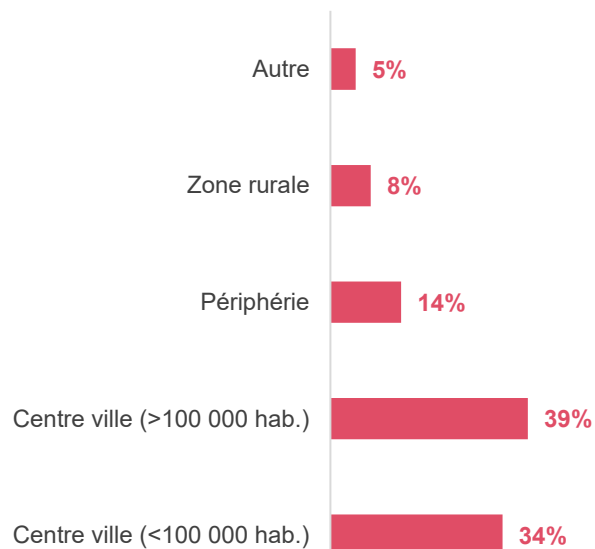 Autre 5%
Zone rurale 8%
Périphérie 14%
Centre ville (>100 000 hab.) 39%
Centre ville (<100 000 hab.) 34%